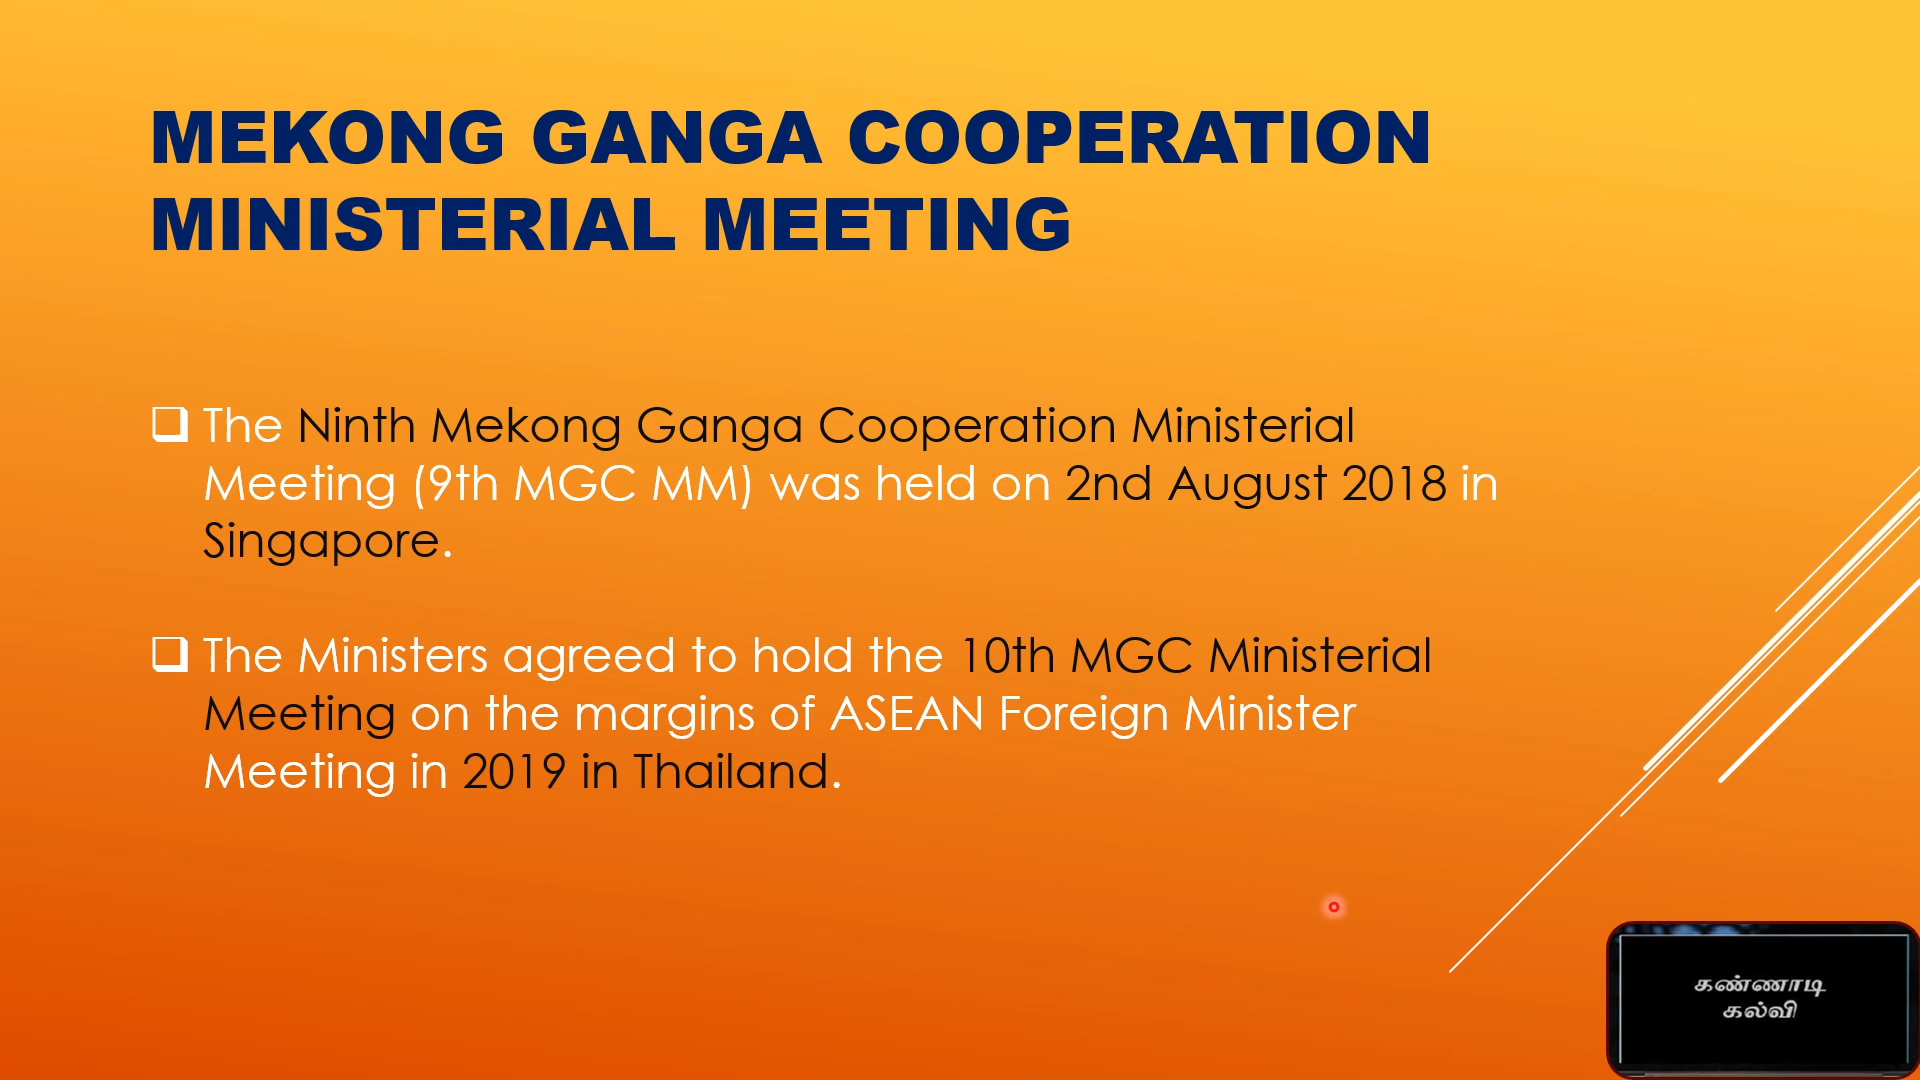 MEKONG GANGA COOPERATION
MINISTERIAL MEETING
The Ninth Mekong Ganga Cooperation Ministerial
Meeting (9th MGC MM) was held on 2nd August 2018 in
Singapore.
The Ministers agreed to hold the 10th MGC Ministerial
Meeting on the margins of ASEAN Foreign Minister
Meeting in 2019 in Thailand.
கண்ணாடி
கல்வி